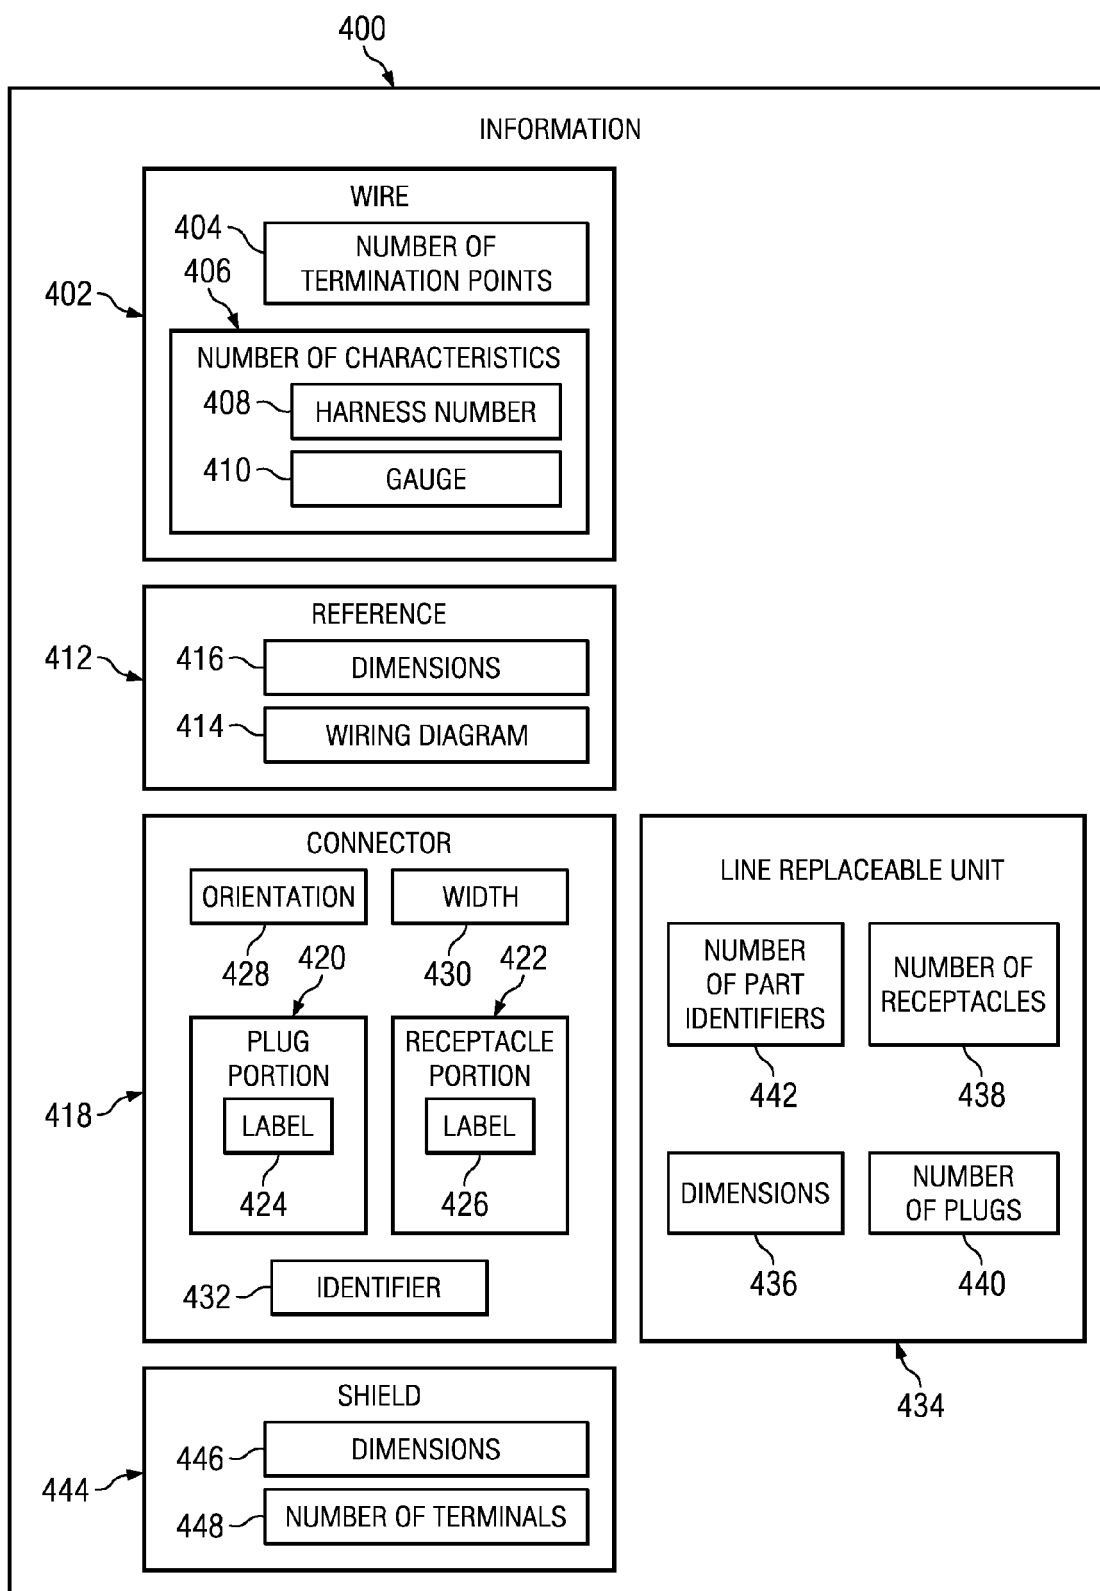 400
INFORMATION
WIRE
404
NUMBER OF
TERMINATION POINTS
406
402
NUMBER OF CHARACTERISTICS
408
HARNESS NUMBER
410
GAUGE
REFERENCE
412
416
DIMENSIONS
414
WIRING DIAGRAM
CONNECTOR
ORIENTATION
WIDTH
428
420
430
422
PLUG
PORTION
RECEPTACLE
PORTION
418
LABEL
LABEL
424
426
432
IDENTIFIER
LINE REPLACEABLE UNIT
NUMBER
OF PART
IDENTIFIERS
NUMBER OF
RECEPTACLES
442
438
DIMENSIONS
NUMBER
OF PLUGS
436
440
434
SHIELD
446
DIMENSIONS
444
448
NUMBER OF TERMINALS